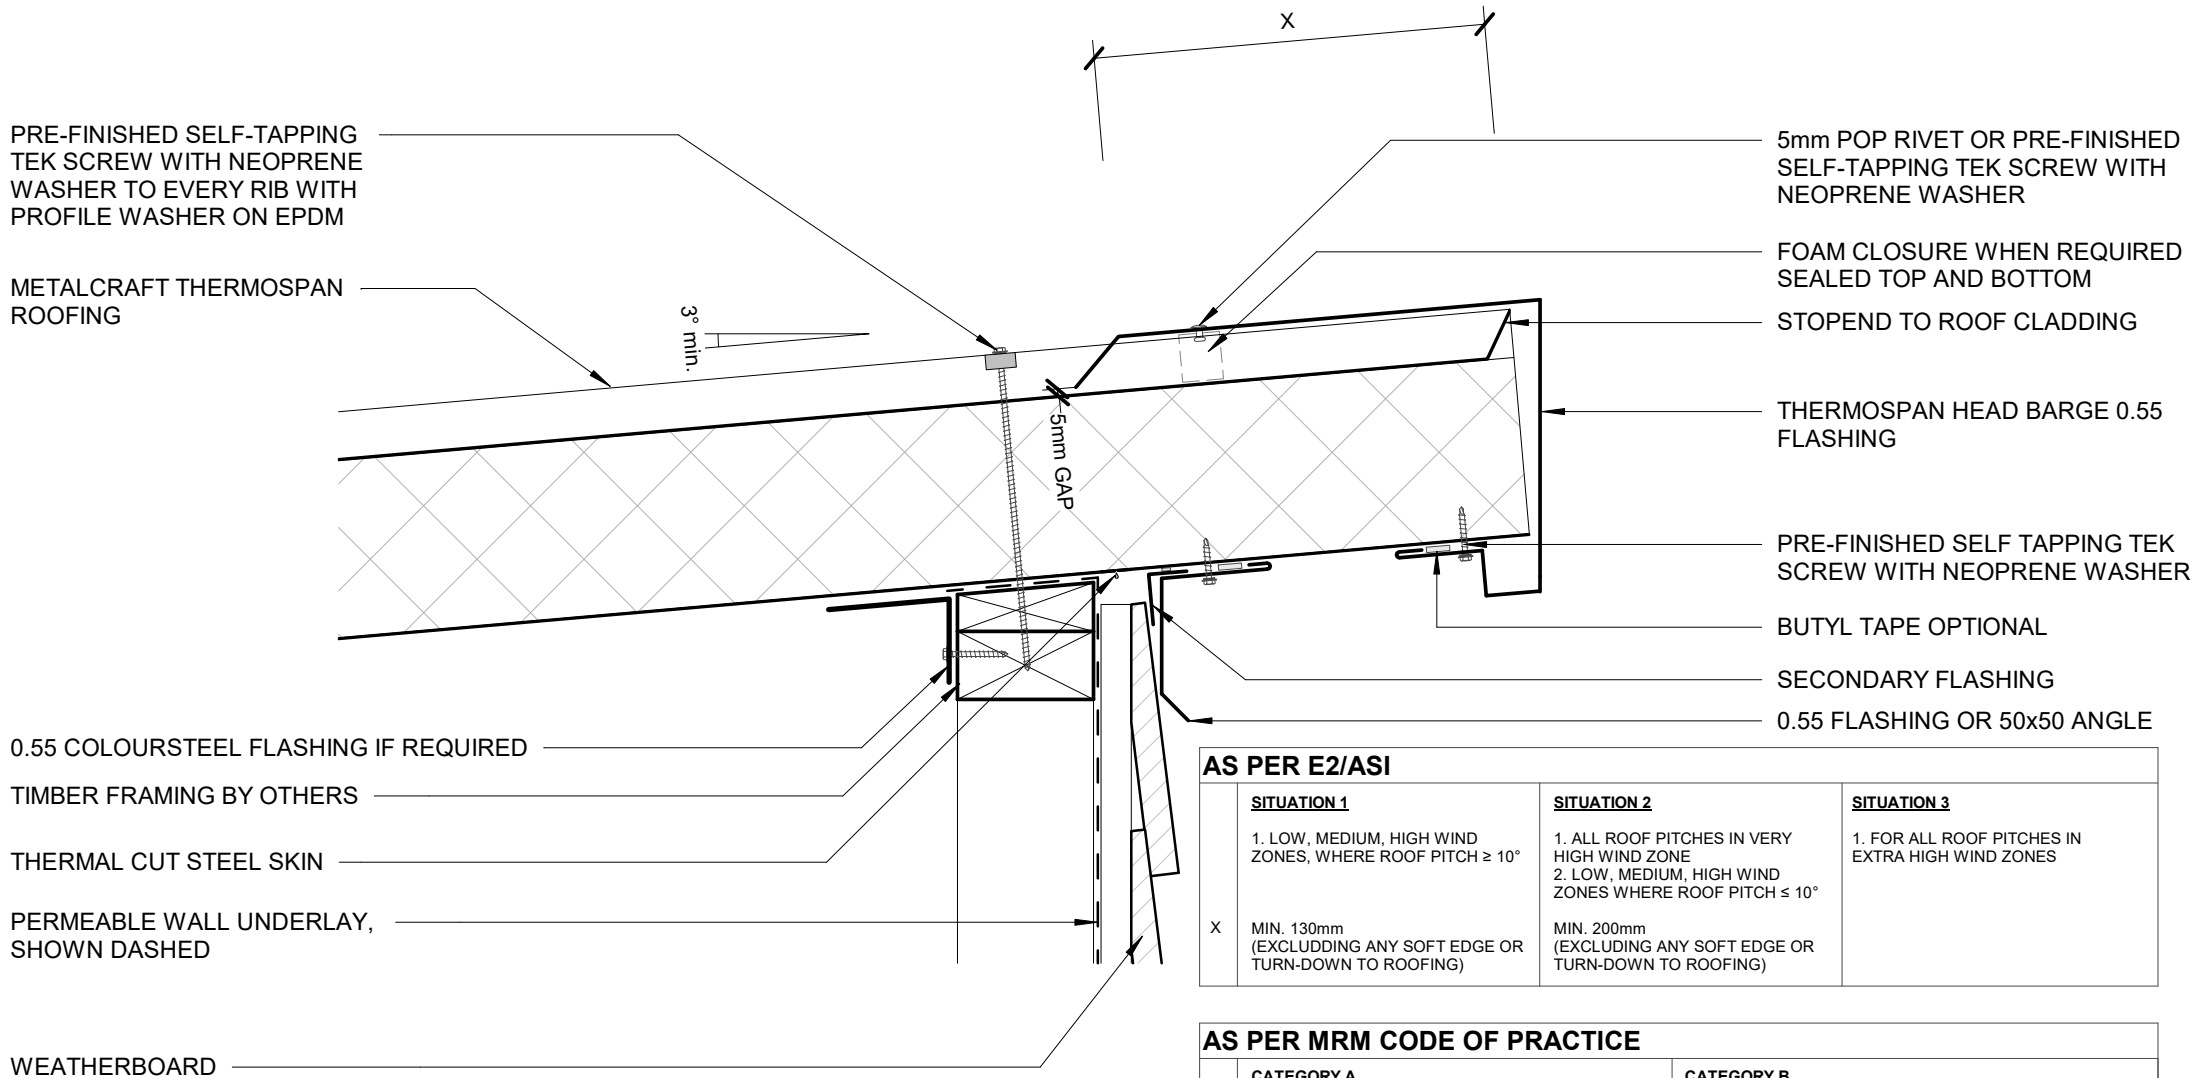 X
PRE-FINISHED SELF-TAPPING
TEK SCREW WITH NEOPRENE
WASHER TO EVERY RIB WITH
PROFILE WASHER ON EPDM
METALCRAFT THERMOSPAN
ROOFING
3° min.
5mm GAP
5mm POP RIVET OR PRE-FINISHED
SELF-TAPPING TEK SCREW WITH
NEOPRENE WASHER
FOAM CLOSURE WHEN REQUIRED
SEALED TOP AND BOTTOM
STOPEND TO ROOF CLADDING
THERMOSPAN HEAD BARGE 0.55
FLASHING
PRE-FINISHED SELF TAPPING TEK
SCREW WITH NEOPRENE WASHER
BUTYL TAPE OPTIONAL
SECONDARY FLASHING
0.55 FLASHING OR 50x50 ANGLE
0.55 COLOURSTEEL FLASHING IF REQUIRED
TIMBER FRAMING BY OTHERS
THERMAL CUT STEEL SKIN
PERMEABLE WALL UNDERLAY,
SHOWN DASHED
WEATHERBOARD
AS PER E2/ASI
SITUATION 1
1. LOW, MEDIUM, HIGH WIND
ZONES, WHERE ROOF PITCH ≥ 10°
SITUATION 2
1. ALL ROOF PITCHES IN VERY
HIGH WIND ZONE
2. LOW, MEDIUM, HIGH WIND
ZONES WHERE ROOF PITCH ≤ 10°
SITUATION 3
1. FOR ALL ROOF PITCHES IN
EXTRA HIGH WIND ZONES
X
MIN. 130mm
(EXCLUDDING ANY SOFT EDGE OR
TURN-DOWN TO ROOFING)
MIN. 200mm
(EXCLUDING ANY SOFT EDGE OR
TURN-DOWN TO ROOFING)
AS PER MRM CODE OF PRACTICE
CATEGORY A
CATEGORY B